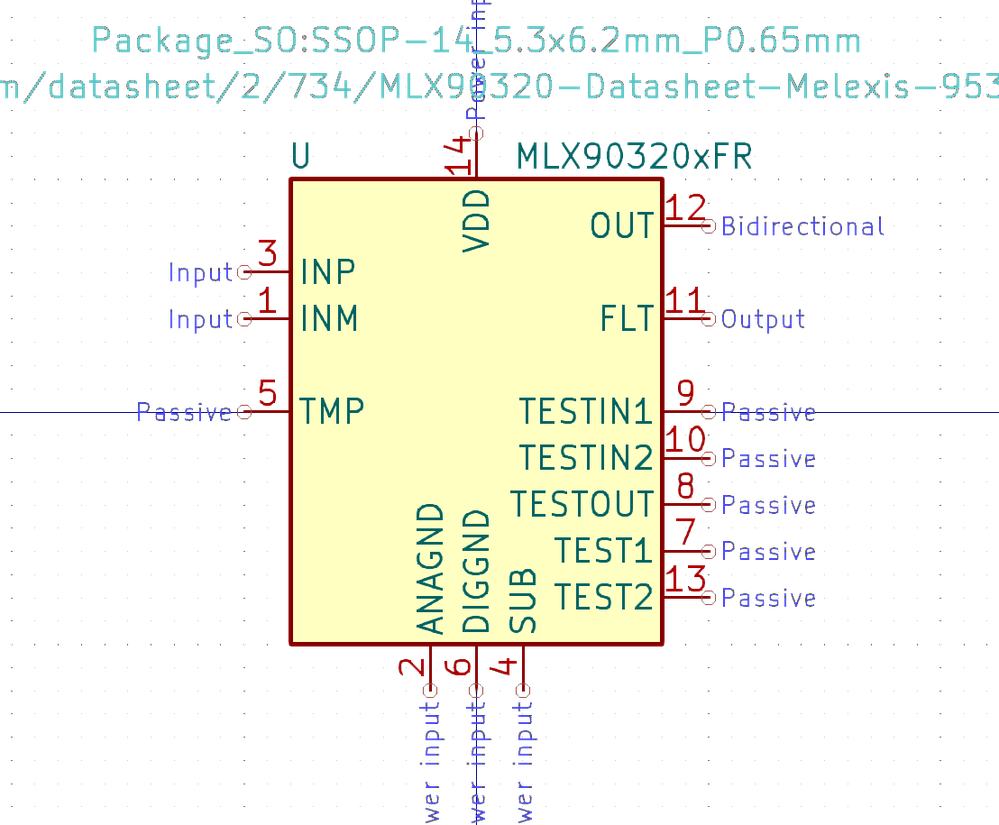 Package_SO:SSOP-14_5.3x6.2mm_P0.65mm
m/datasheet/2/734/MLX90320-Datasheet-Melexis-953
Power inp
14
U
MLX90320xFR
VDD
12
OUT
Bidirectional
3
Input
INP
1
Input
INM
11
FLT
Output
5
Passive
TMP
9
TESTIN1
Passive
10
TESTIN2
Passive
8
TESTOUT
Passive
7
TEST1
Passive
13
TEST2
Passive
ANAGND
DIGGND
SUB
2
6
4
wer input
wer input
wer input